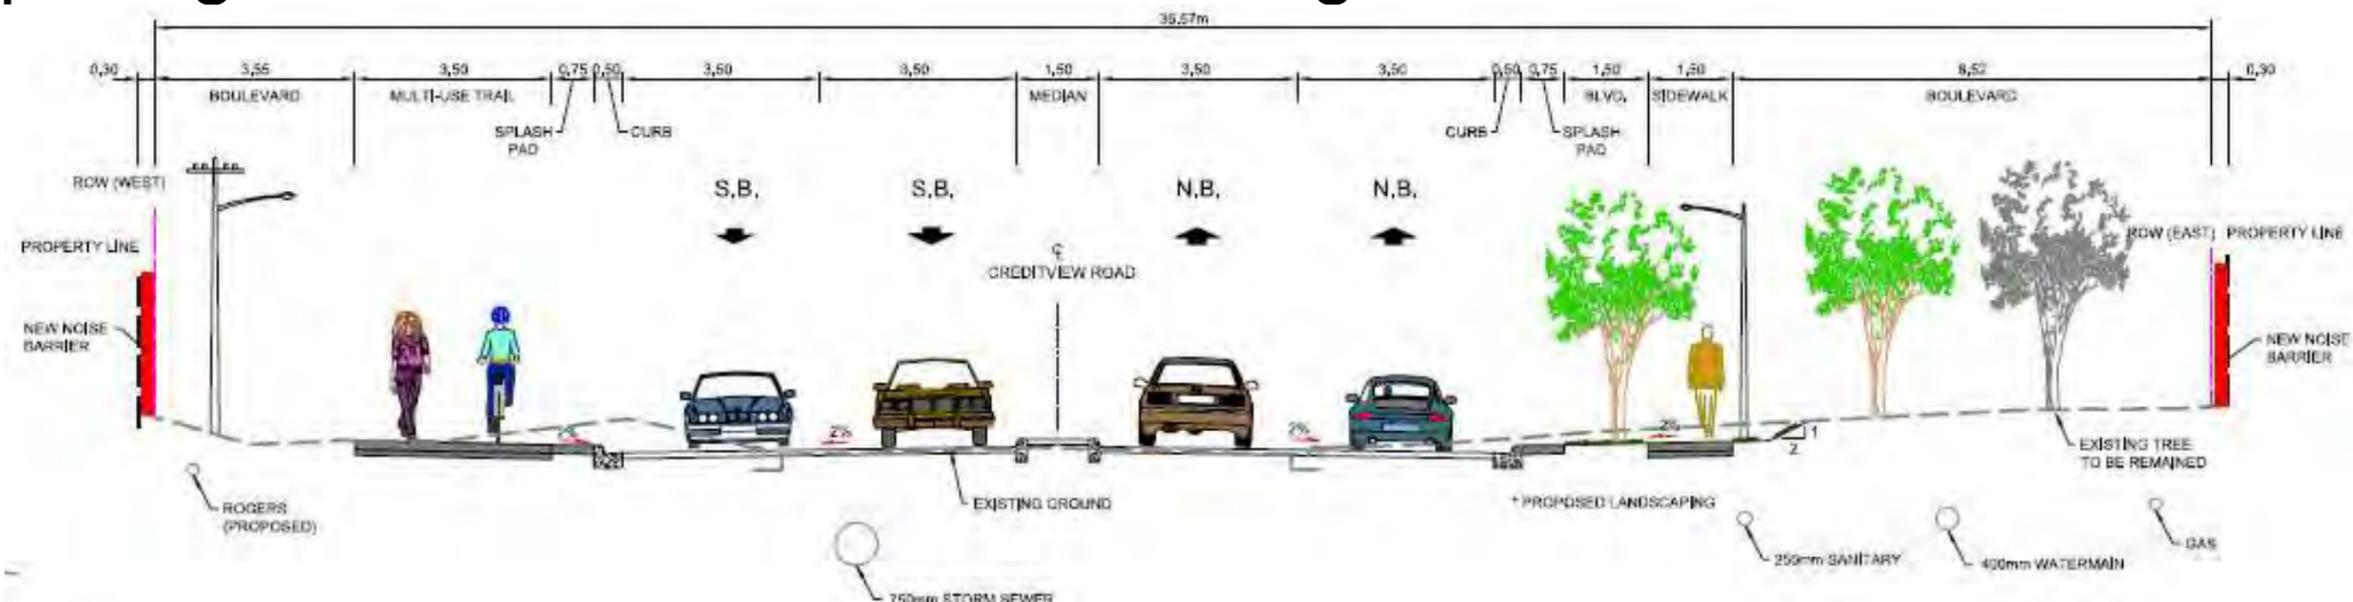 36,57m
0,30 3,55 3,50 0,75 0,50 3,50 3,50 1,50 3,50 3,50 0,50 0,75 1,50 1,50 8,52 0,30
BOULEVARD MULTI-USE TRAIL MEDIAN BLVD. SIDEWALK BOULEVARD
SPLASH PAD CURB CURB SPLASH PAD
ROW (WEST)
S.B. S.B. N.B. N.B.
PROPERTY LINE
ROW (EAST) PROPERTY LINE
CREDITVIEW ROAD
NEW NOISE
BARRIER
NEW NOISE
BARRIER
2% 2% 2%
1
2
EXISTING TREE
TO BE REMAINED
ROGERS
(PROPOSED)
EXISTING GROUND
* PROPOSED LANDSCAPING
GAS
250mm SANITARY
400mm WATERMAIN
750mm STORM SEWER